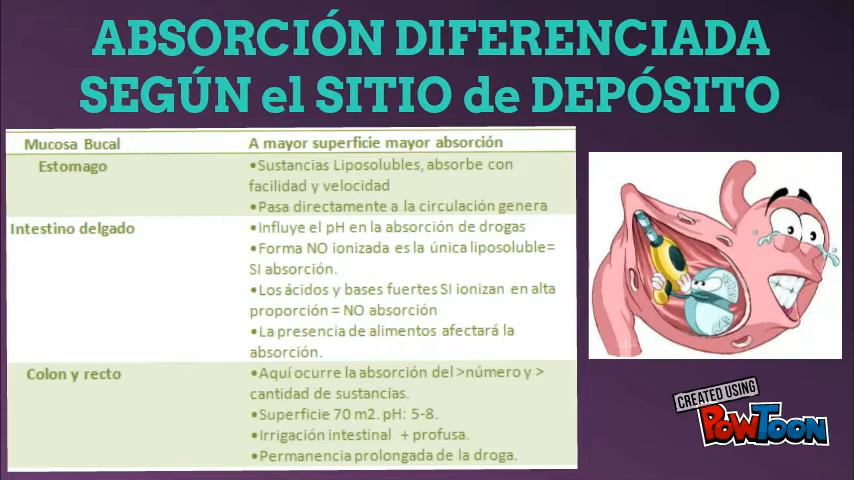 ABSORCIÓN DIFERENCIADA
SEGÚN el SITIO de DEPÓSITO
Mucosa Bucal A mayor superficie mayor absorción
Estomago •Sustancias Liposolubles, absorbe con
facilidad y velocidad
•Pasa directamente a la circulación genera
Intestino delgado •Influye el pH en la absorción de drogas
•Forma NO ionizada es la única liposoluble=
SI absorción.
•Los ácidos y bases fuertes SI ionizan en alta
proporción = NO absorción
•La presencia de alimentos afectará la
absorción.
Colon y recto •Aquí ocurre la absorción del >número y >
cantidad de sustancias.
•Superficie 70 m2. pH: 5-8.
•Irrigación intestinal + profusa.
•Permanencia prolongada de la droga.
CREATED USING
POWTOON